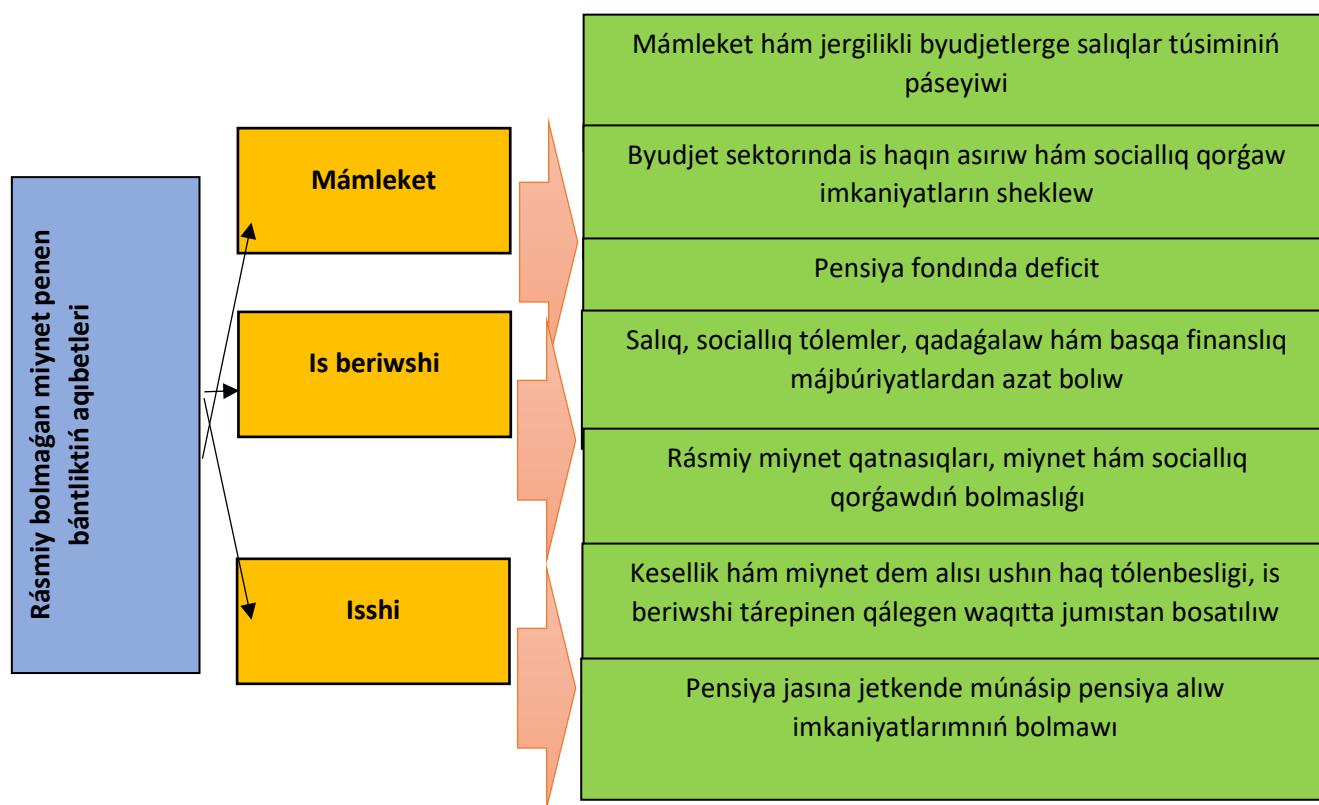 Rásmiy bolmaǵan miynet penen
bántliktiń aqıbetleri
Mámleket
Is beriwshi
Isshi
Mámleket hám jergilikli byudjetlerge salıqlar túsiminiń
páseyiwi
Byudjet sektorında is haqın asırıw hám sociallıq qorǵaw
imkaniyatların sheklew
Pensiya fondında deficit
Salıq, sociallıq tólemler, qadaǵalaw hám basqa finanslıq
májbúriyatlardan azat bolıw
Rásmiy miynet qatnasıqları, miynet hám sociallıq
qorǵawdıń bolmaslıǵı
Kesellik hám miynet dem alısı ushın haq tólenbesligi, is
beriwshi tárepinen qálegen waqıtta jumıstan bosatılıw
Pensiya jasına jetkende múnásip pensiya alıw
imkaniyatlarımnıń bolmawı